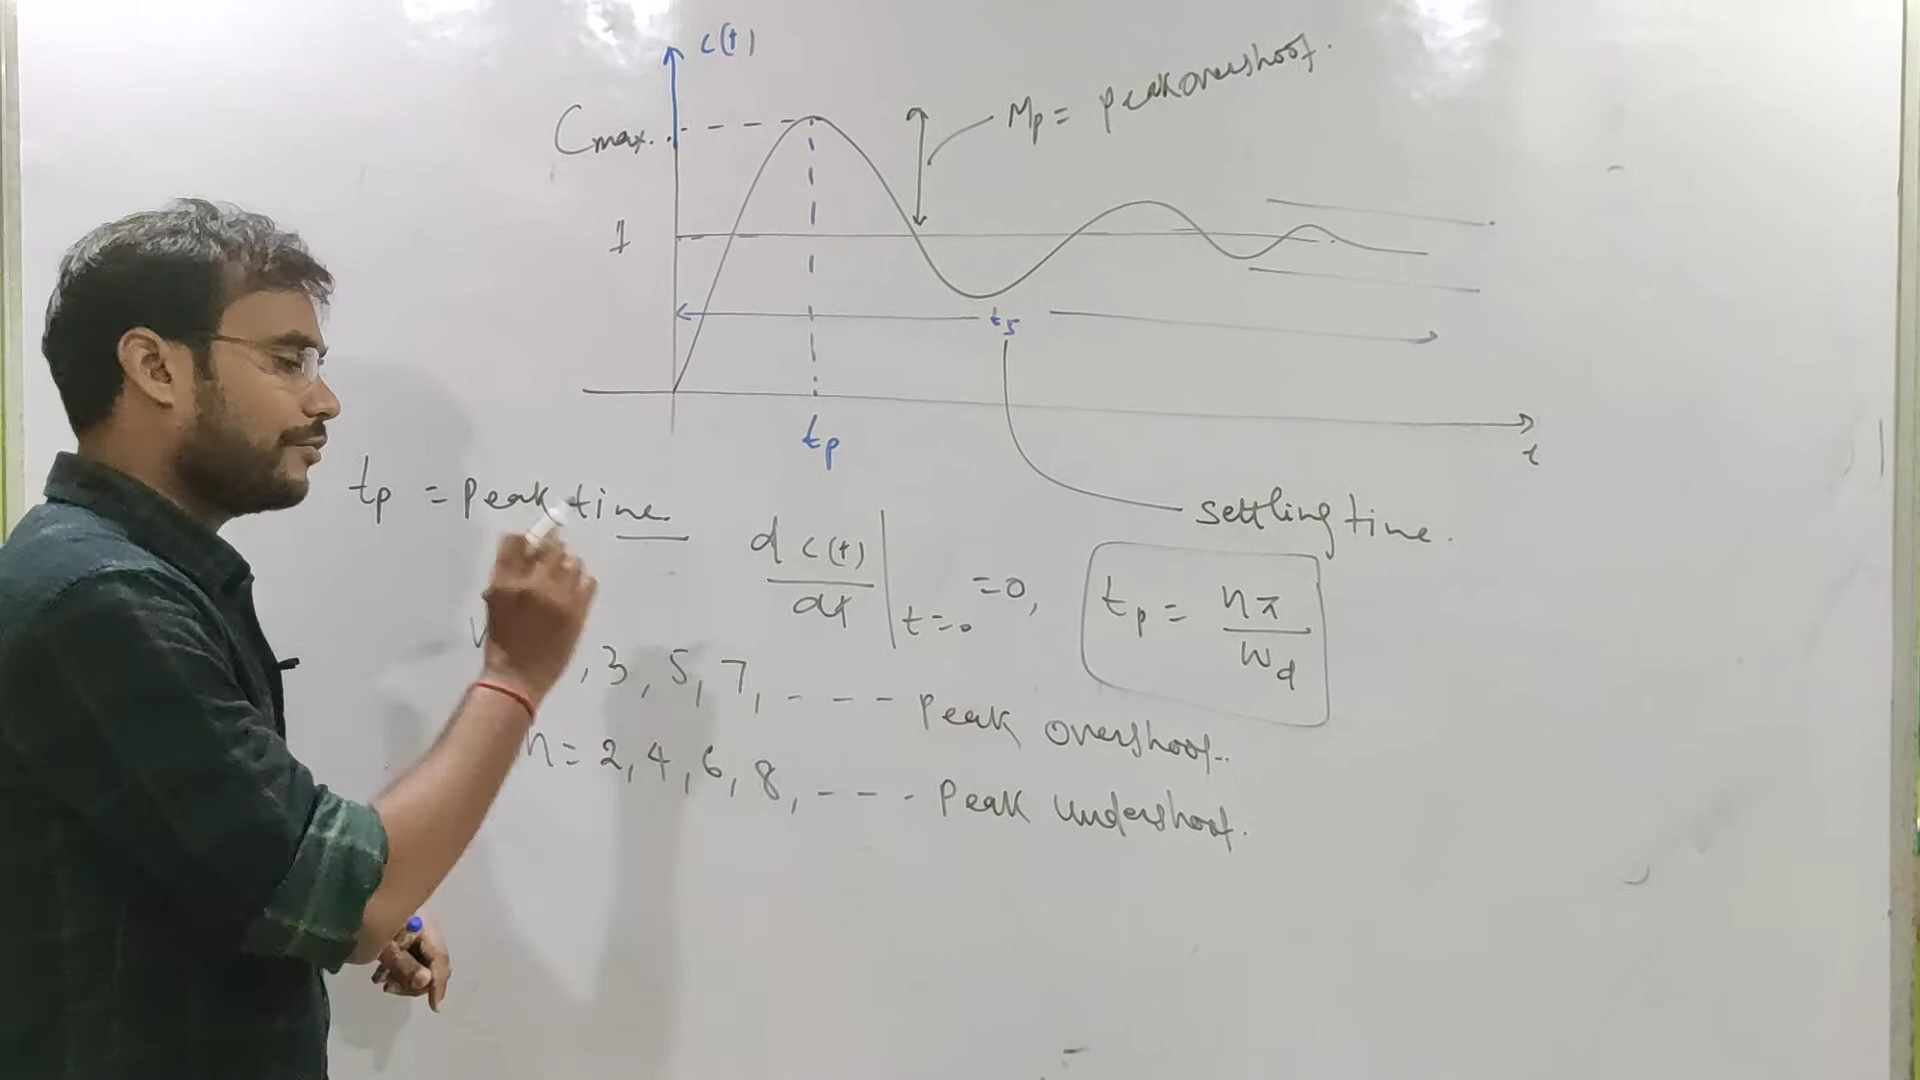 c(t)
Mp = peak overshoot.
Cmax.
1
ts
tp
t
tp = peak time
settling time.
d c(t)
dt
t=0
=0,
tp = nπ
Wd
, 3, 5, 7, - - - Peak overshoot..
n = 2, 4, 6, 8, - - - Peak undershoot.